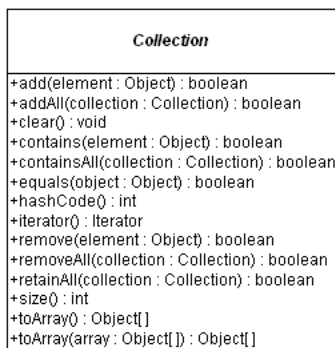 Collection
+add(element : Object) : boolean
+addAll(collection : Collection) : boolean
+clear() : void
+contains(element : Object) : boolean
+containsAll(collection : Collection) : boolean
+equals(object : Object) : boolean
+hashCode() : int
+iterator() : Iterator
+remove(element : Object) : boolean
+removeAll(collection : Collection) : boolean
+retainAll(collection : Collection) : boolean
+size() : int
+toArray() : Object[]
+toArray(array : Object[]) : Object[]